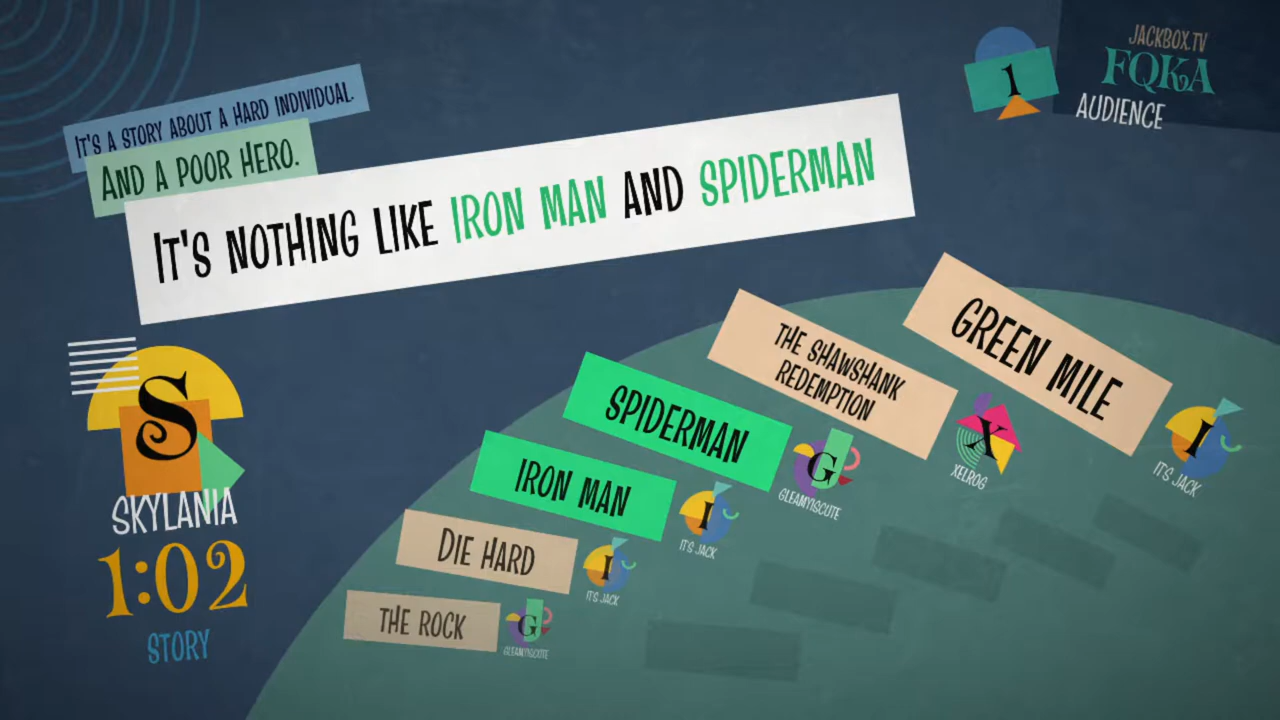 IT'S A STORY ABOUT A HARD INDIVIDUAL.
AND A POOR HERO.
IT'S NOTHING LIKE IRON MAN AND SPIDERMAN
1
JACKBOX.TV
FQKA
AUDIENCE
S
SKYLANIA
1:02
STORY
GREEN MILE
I
IT'S JACK
THE SHAWSHANK
REDEMPTION
X
XELROG
SPIDERMAN
G
GLEAMYISCUTE
IRON MAN
I
IT'S JACK
DIE HARD
I
IT'S JACK
THE ROCK
G
GLEAMYISCUTE